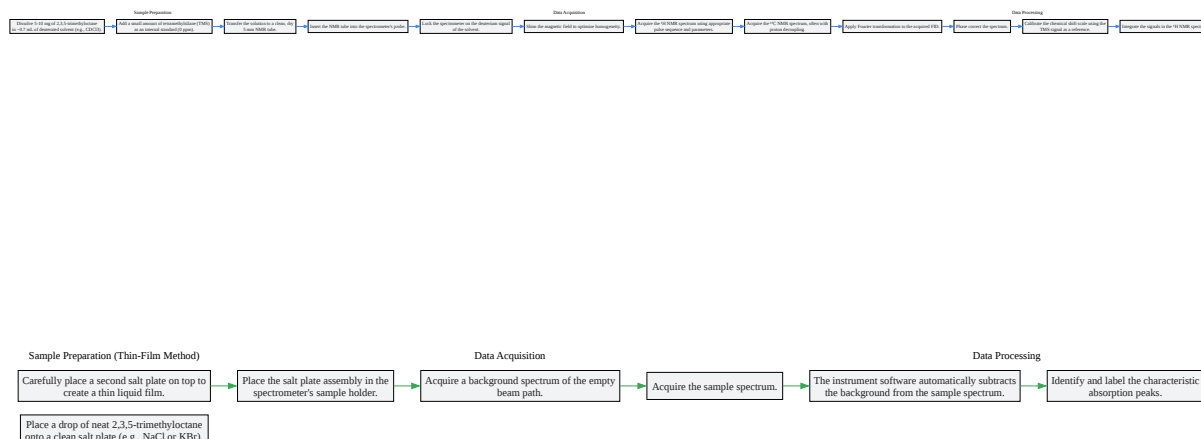 Sample Preparation
Data Acquisition
Data Processing
Dissolve 5-10 mg of 2,3,5-trimethyloctane
in ~0.7 mL of deuterated solvent (e.g., CDCl3).
Add a small amount of tetramethylsilane (TMS)
as an internal standard (0 ppm).
Transfer the solution to a clean, dry
5 mm NMR tube.
Insert the NMR tube into the spectrometer's probe.
Lock the spectrometer on the deuterium signal
of the solvent.
Shim the magnetic field to optimize homogeneity.
Acquire the ¹H NMR spectrum using appropriate
pulse sequence and parameters.
Acquire the ¹³C NMR spectrum, often with
proton decoupling.
Apply Fourier transformation to the acquired FID.
Phase correct the spectrum.
Calibrate the chemical shift scale using the
TMS signal as a reference.
Integrate the signals in the ¹H NMR
Sample Preparation (Thin-Film Method)
Data Acquisition
Data Processing
Carefully place a second salt plate on top to
create a thin liquid film.
Place the salt plate assembly in the
spectrometer's sample holder.
Acquire a background spectrum of the empty
beam path.
Acquire the sample spectrum.
The instrument software automatically subtracts
the background from the sample spectrum.
Identify and label the characteristic
absorption peaks.
Place a drop of neat 2,3,5-trimethyloctane
onto a clean salt plate (e.g., NaCl or KBr).